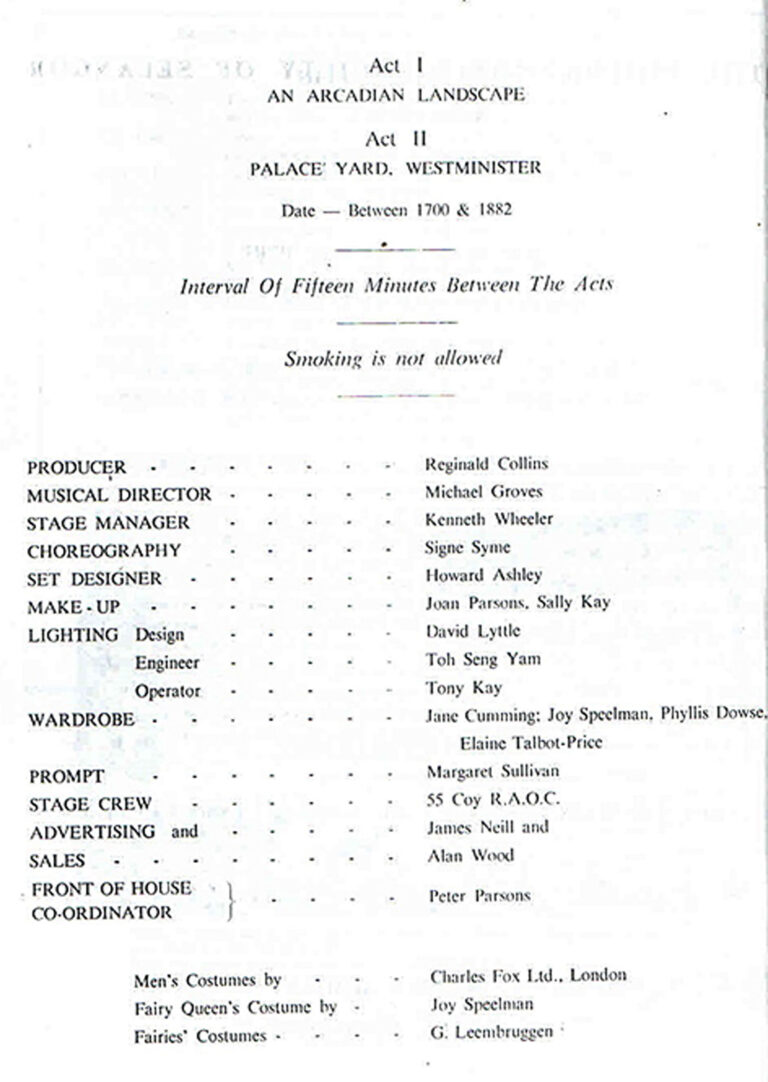 Act I
AN ARCADIAN LANDSCAPE
Act II
PALACE YARD, WESTMINISTER
Date — Between 1700 & 1882
Interval Of Fifteen Minutes Between The Acts
Smoking is not allowed
PRODUCER - - - - - - - Reginald Collins
MUSICAL DIRECTOR - - - - - Michael Groves
STAGE MANAGER - - - - - Kenneth Wheeler
CHOREOGRAPHY - - - - - Signe Syme
SET DESIGNER - - - - - - Howard Ashley
MAKE-UP - - - - - - - Joan Parsons, Sally Kay
LIGHTING Design - - - - - David Lyttle
Engineer - - - - - Toh Seng Yam
Operator - - - - - Tony Kay
WARDROBE - - - - - - Jane Cumming; Joy Speelman, Phyllis Dowse,
Elaine Talbot-Price
PROMPT - - - - - - - Margaret Sullivan
STAGE CREW - - - - - - 55 Coy R.A.O.C.
ADVERTISING and - - - - - James Neill and
SALES - - - - - - - - Alan Wood
FRONT OF HOUSE
CO-ORDINATOR } - - - - Peter Parsons
Men's Costumes by - - - - Charles Fox Ltd., London
Fairy Queen's Costume by - - - Joy Speelman
Fairies' Costumes - - - - G. Leembruggen